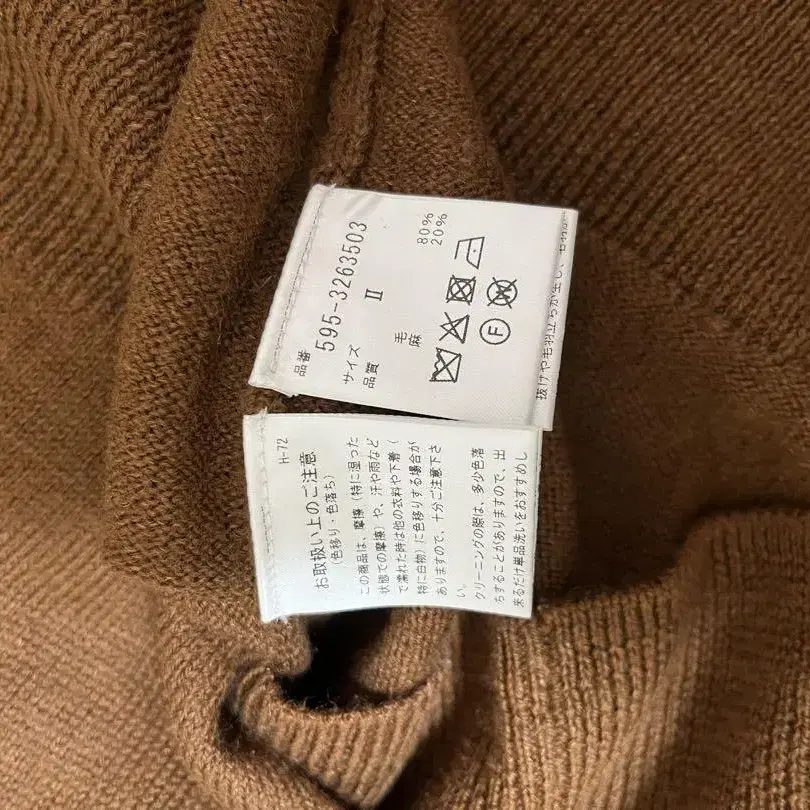 品番
595-3263503
サイズ II
品質
毛 80%
麻 20%
F
W
抜けや毛羽立ちが生じ、
H-72
お取扱い上のご注意
(色移り・色落ち)
この商品は、摩擦(特に湿った
状態での摩擦)や、汗や雨など
で濡れた時は他の衣料や下着(
特に白物)に色移りする場合が
ありますので、十分ご注意下さ
い。
クリーニングの際は、多少色落
ちすることがありますので、出
来るだけ単品洗いをおすすめし